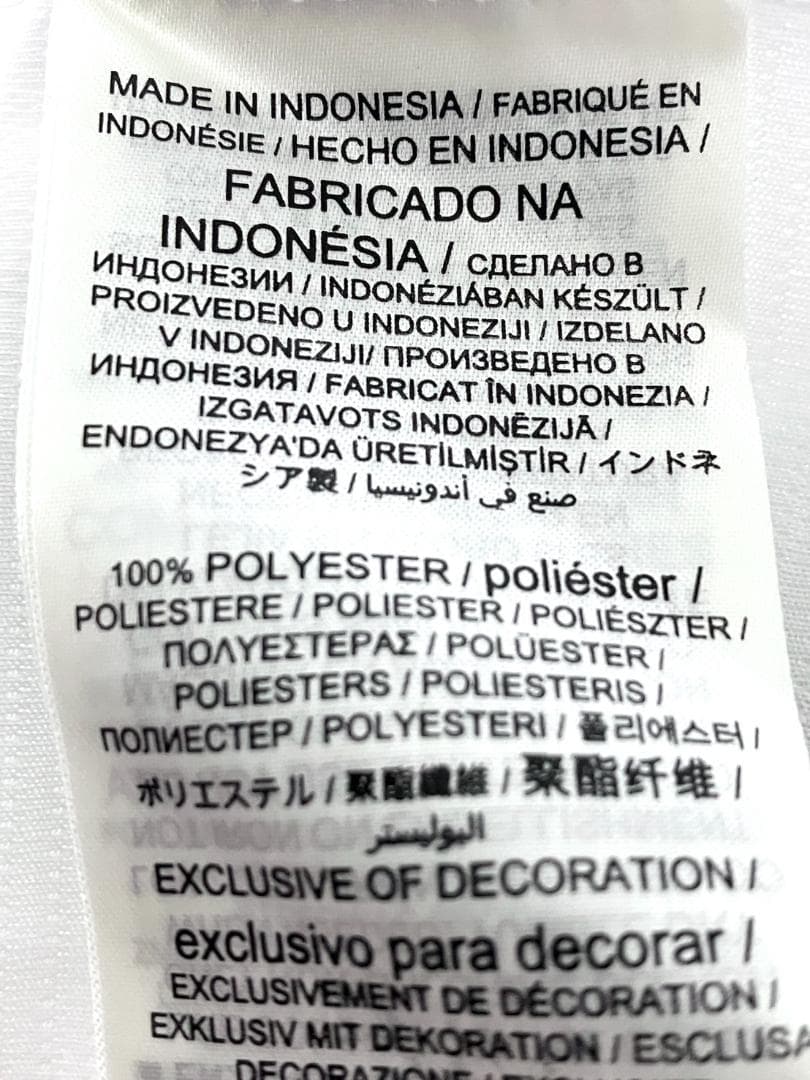 MADE IN INDONESIA / FABRIQUÉ EN
INDONÉSIE / HECHO EN INDONESIA /
FABRICADO NA
INDONÉSIA / СДЕЛАНО В
ИНДОНЕЗИИ / INDONÉZIÁBAN KÉSZÜLT /
PROIZVEDENO U INDONEZIJI / IZDELANO
V INDONEZIJI/ ПРОИЗВЕДЕНО В
ИНДОНЕЗИЯ / FABRICAT ÎN INDONEZIA /
IZGATAVOTS INDONĒZIJĀ /
ENDONEZYA'DA ÜRETİLMİŞTİR / インドネ
シア製 / صنع في أندونيسيا
100% POLYESTER / poliéster /
POLIESTERE / POLIESTER / POLIÉSZTER /
ΠΟΛΥΕΣΤΕΡΑΣ / POLÜESTER /
POLIESTERS / POLIESTERIS /
ПОЛИЕСТЕР / POLYESTERI / 폴리에스터 /
ポリエステル / 聚酯纖維 / 聚酯纤维 /
البوليستر
EXCLUSIVE OF DECORATION /
exclusivo para decorar /
EXCLUSIVEMENT DE DÉCORATION /
EXKLUSIV MIT DEKORATION / ESCLUSA
DECORAZIONE